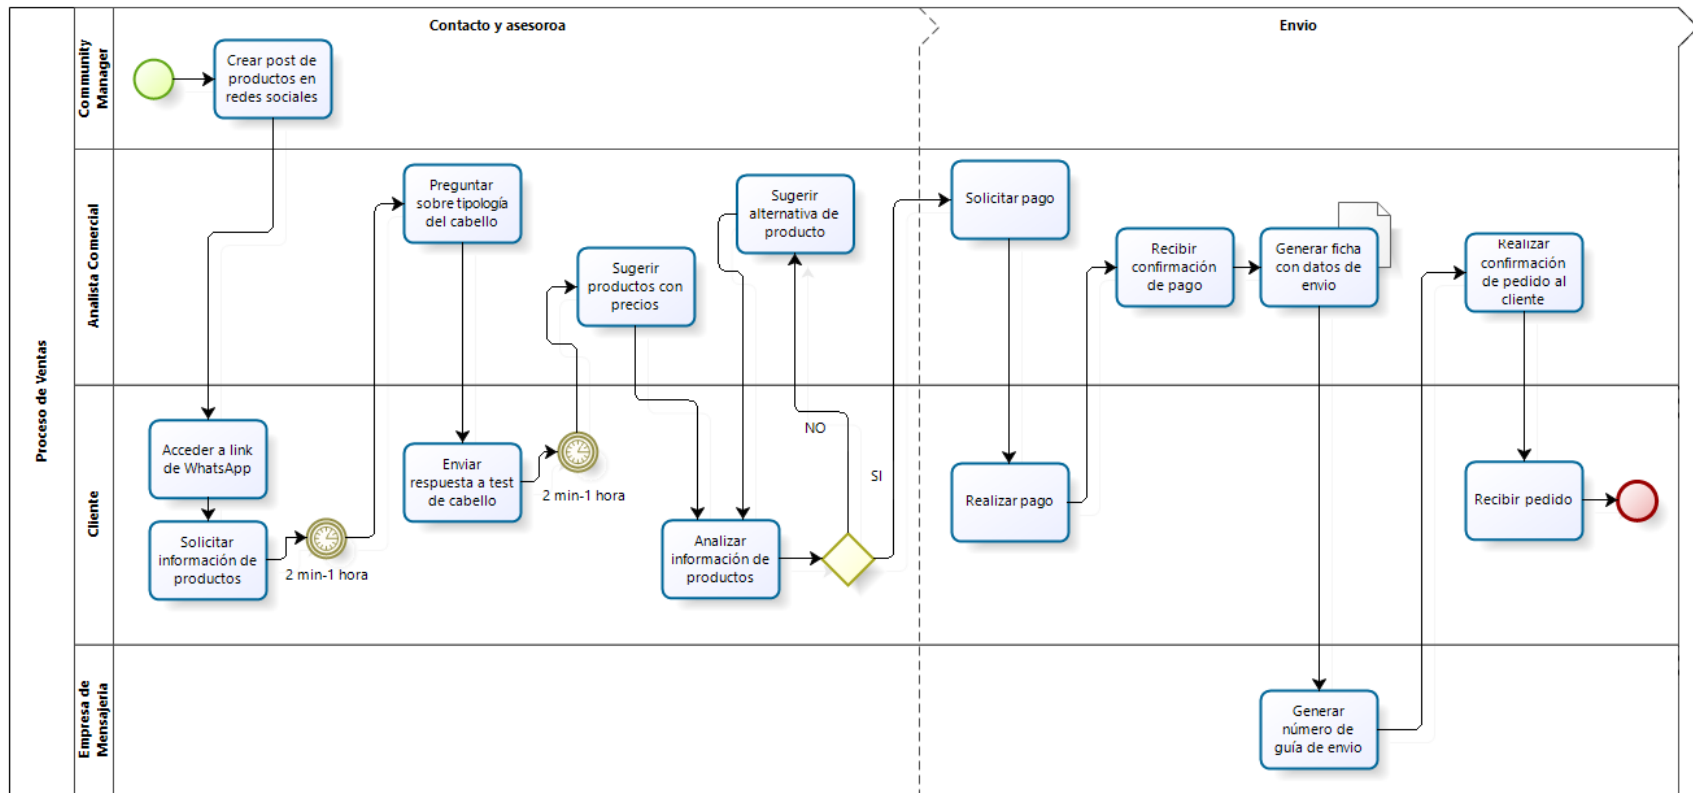 Contacto y asesoroa
Envio
Proceso de Ventas
Community
Manager
Crear post de
productos en
redes sociales
Analista Comercial
Preguntar
sobre tipología
del cabello
Sugerir
productos con
precios
Sugerir
alternativa de
producto
Solicitar pago
Recibir
confirmación
de pago
Generar ficha
con datos de
envio
Realizar
confirmación
de pedido al
cliente
Cliente
Acceder a link
de WhatsApp
Solicitar
información de
productos
2 min-1 hora
Enviar
respuesta a test
de cabello
2 min-1 hora
Analizar
información de
productos
NO
SI
Realizar pago
Recibir pedido
Empresa de
Mensajeria
Generar
número de
guía de envio